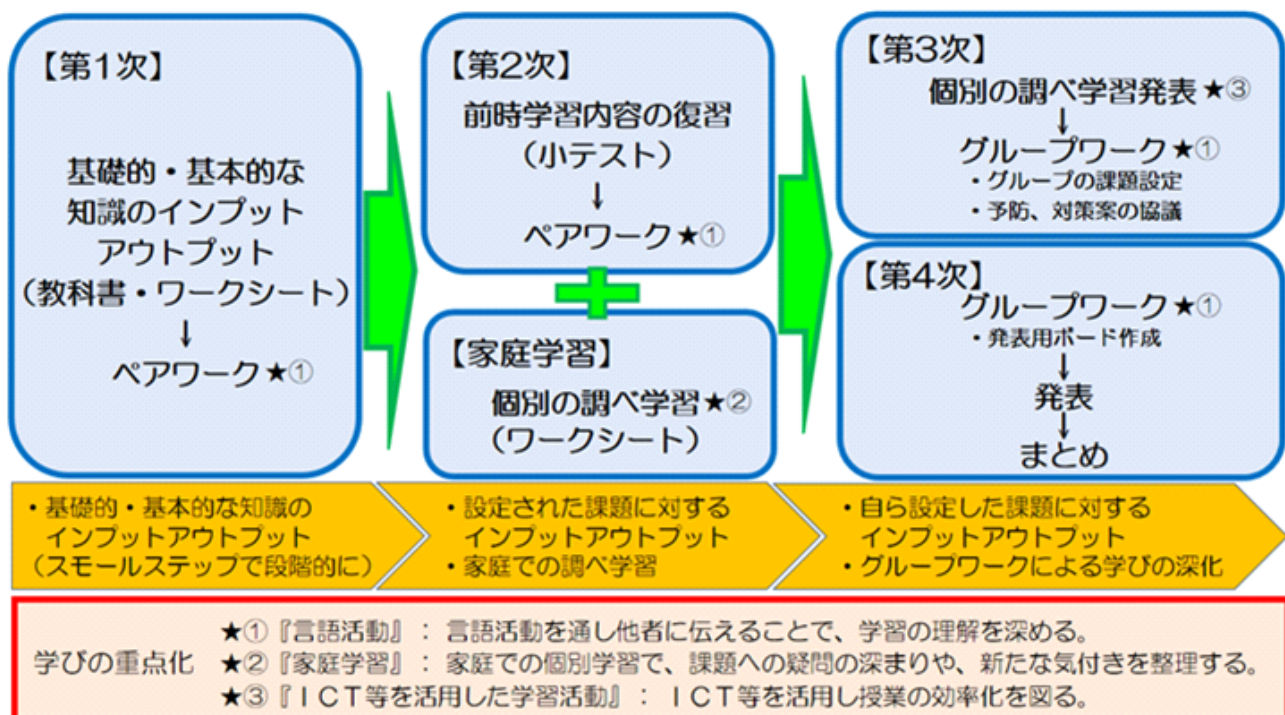 【第1次】
基礎的・基本的な
知識のインプット
アウトプット
(教科書・ワークシート)
↓
ペアワーク★①
【第2次】
前時学習内容の復習
(小テスト)
↓
ペアワーク★①
【家庭学習】
個別の調べ学習★②
(ワークシート)
【第3次】
個別の調べ学習発表★③
↓
グループワーク★①
・グループの課題設定
・予防、対策案の協議
【第4次】
グループワーク★①
・発表用ボード作成
↓
発表
↓
まとめ
・基礎的・基本的な知識の
インプットアウトプット
(スモールステップで段階的に)
・設定された課題に対する
インプットアウトプット
・家庭での調べ学習
・自ら設定した課題に対する
インプットアウトプット
・グループワークによる学びの深化
学びの重点化
★①『言語活動』：言語活動を通し他者に伝えることで、学習の理解を深める。
★②『家庭学習』：家庭での個別学習で、課題への疑問の深まりや、新たな気付きを整理する。
★③『ＩＣＴ等を活用した学習活動』：ＩＣＴ等を活用し授業の効率化を図る。